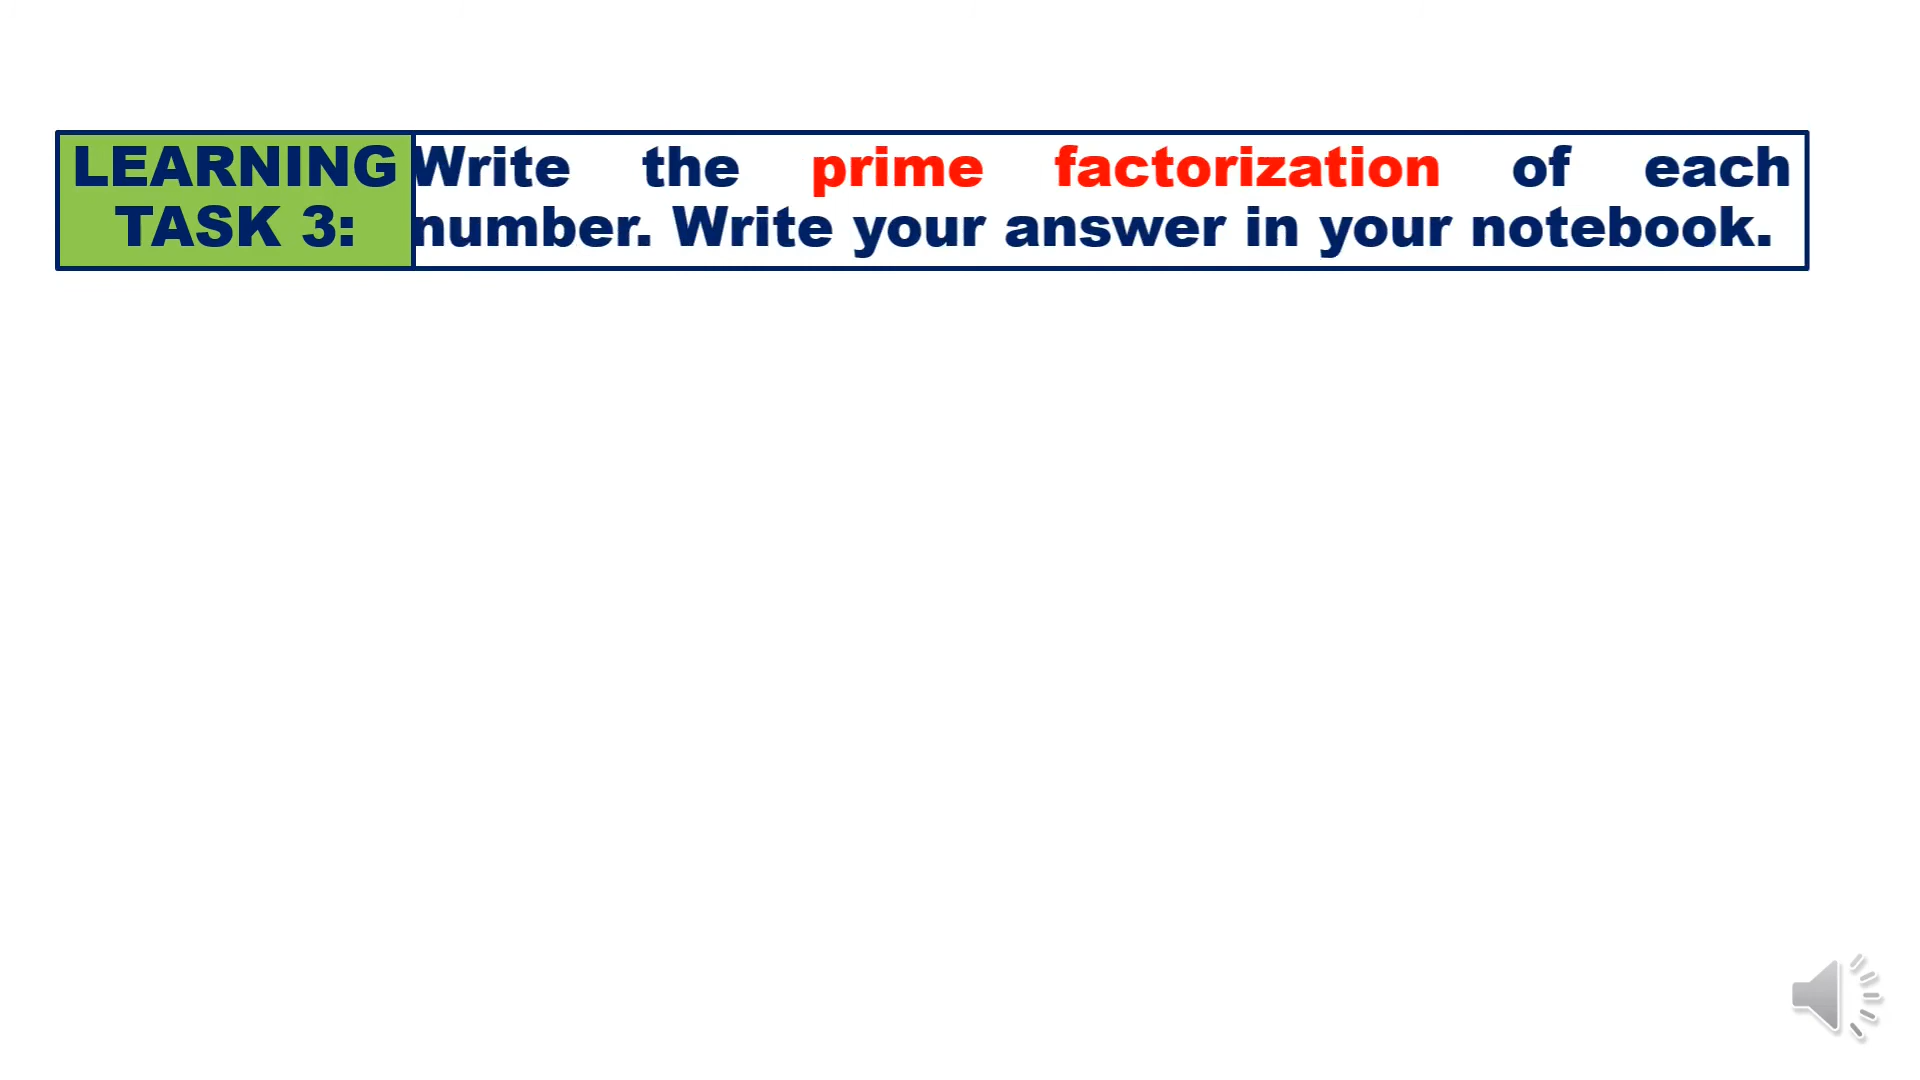 LEARNING
TASK 3:
Write the prime factorization of each
number. Write your answer in your notebook.